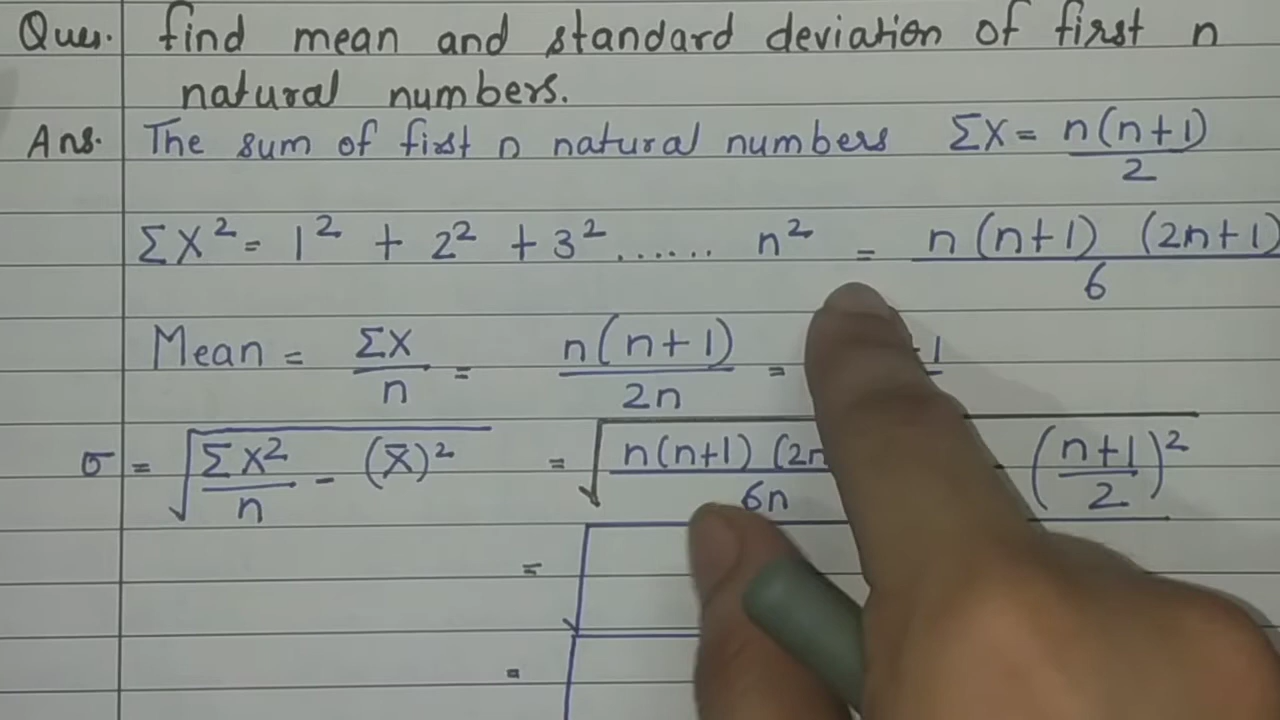 Ques. find mean and standard deviation of first n
natural numbers.
Ans. The sum of first n natural numbers ΣX = n(n+1)/2
ΣX² = 1² + 2² + 3² ...... n² = n(n+1) (2n+1)/6
Mean = ΣX/n = n(n+1)/2n = 1
σ = √(ΣX²/n - (X̄)²) = √(n(n+1) (2n/6n - ((n+1)/2)²)
= √
= √